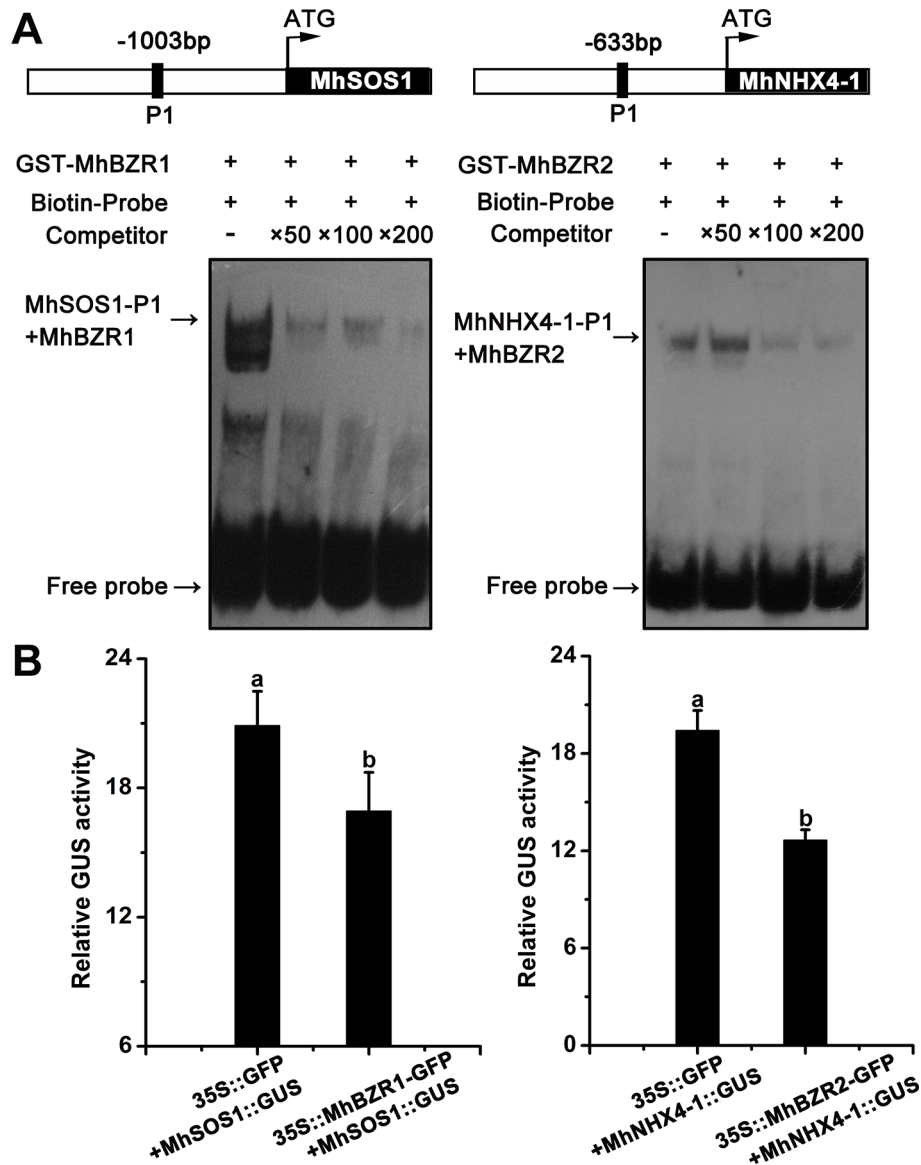 A
-1003bp
ATG
MhSOS1
P1
-633bp
ATG
MhNHX4-1
P1
GST-MhBZR1 + + + +
Biotin-Probe + + + +
Competitor - ×50 ×100 ×200
MhSOS1-P1
+MhBZR1
Free probe
GST-MhBZR2 + + + +
Biotin-Probe + + + +
Competitor - ×50 ×100 ×200
MhNHX4-1-P1
+MhBZR2
Free probe
B
Relative GUS activity
24
18
12
6
a
b
35S::GFP
+MhSOS1::GUS
35S::MhBZR1-GFP
+MhSOS1::GUS
Relative GUS activity
24
18
12
6
0
a
b
35S::GFP
+MhNHX4-1::GUS
35S::MhBZR2-GFP
+MhNHX4-1::GUS